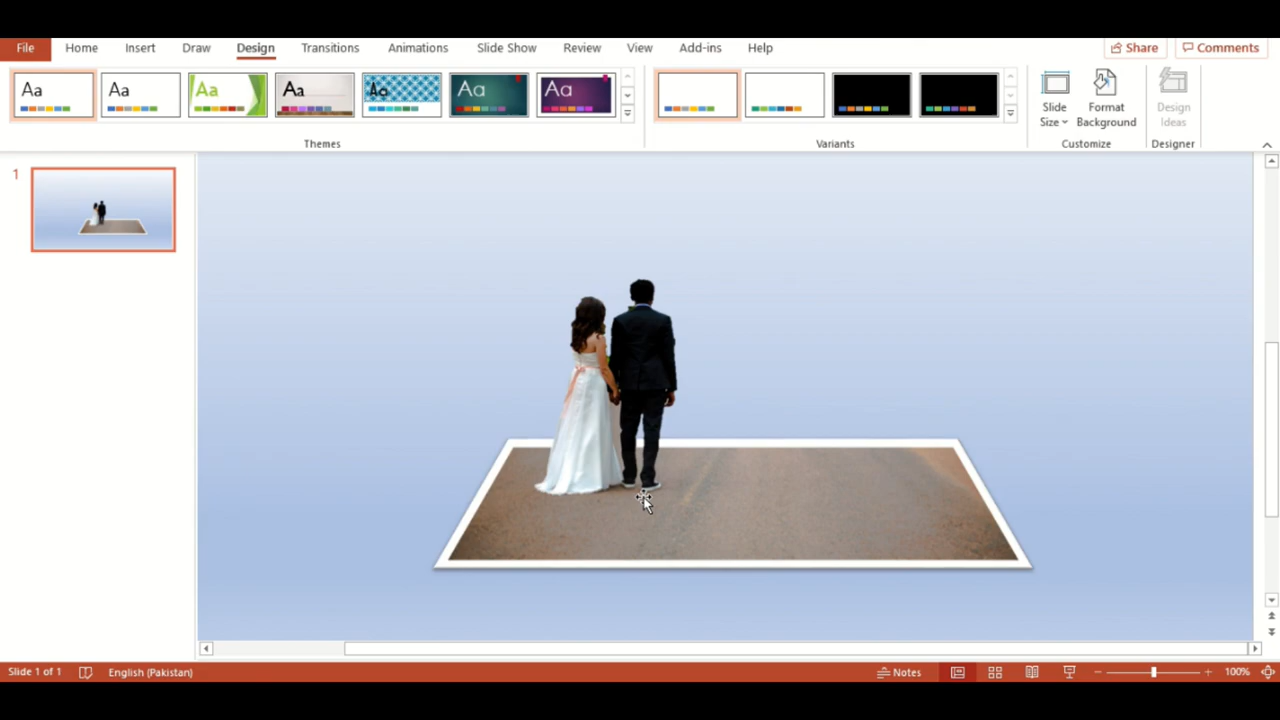 File Home Insert Draw Design Transitions Animations Slide Show Review View Add-ins Help Share Comments
Aa Aa Aa Aa Aa Aa Aa
Slide Size
Format Background
Design Ideas
Themes Variants Customize Designer
1
Slide 1 of 1 English (Pakistan) Notes 100%